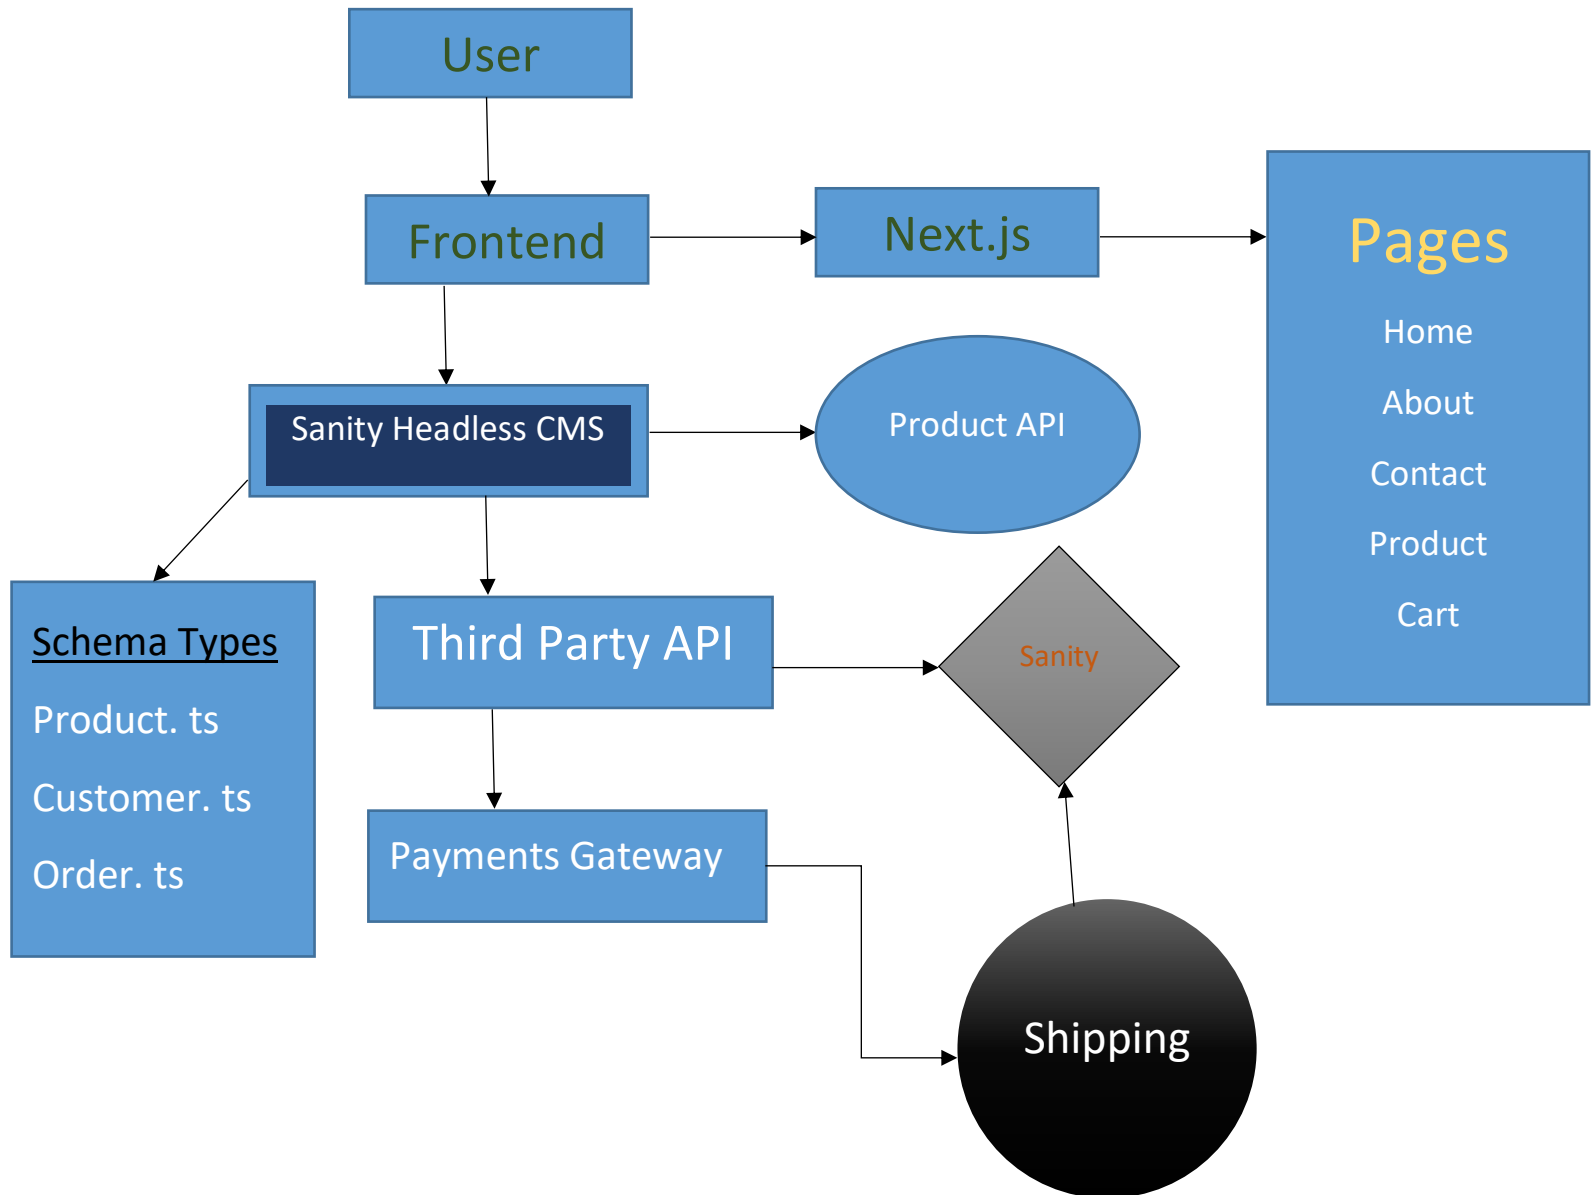 User
Frontend
Next.js
Pages
Home
About
Contact
Product
Cart
Sanity Headless CMS
Product API
Schema Types
Product. ts
Customer. ts
Order. ts
Third Party API
Sanity
Payments Gateway
Shipping